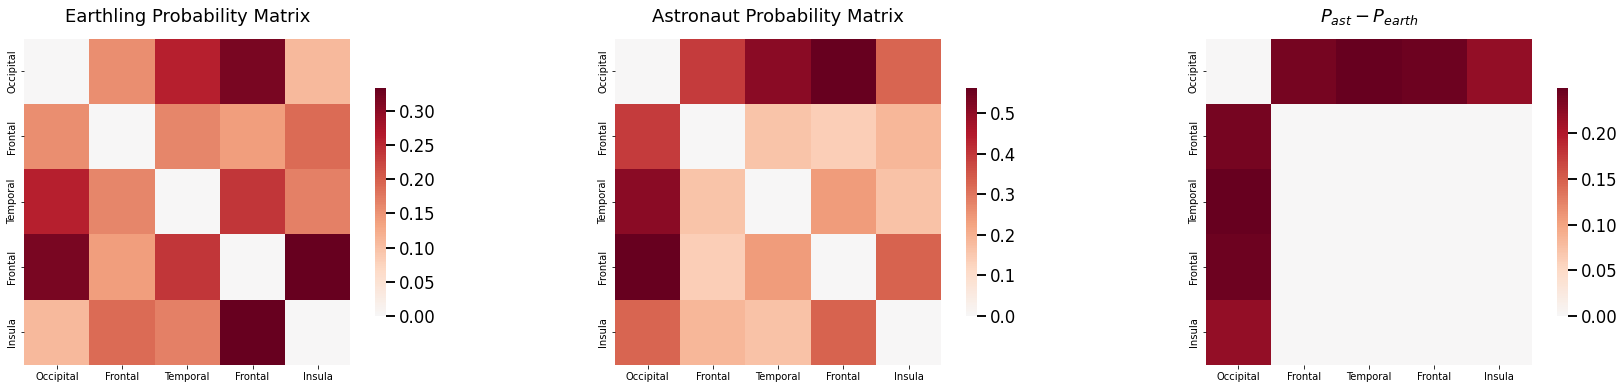 Earthling Probability Matrix
Occipital
Frontal
Temporal
Frontal
Insula
Occipital Frontal Temporal Frontal Insula
0.30
0.25
0.20
0.15
0.10
0.05
0.00
Astronaut Probability Matrix
Occipital
Frontal
Temporal
Frontal
Insula
Occipital Frontal Temporal Frontal Insula
0.5
0.4
0.3
0.2
0.1
0.0
P_ast − P_earth
Occipital
Frontal
Temporal
Frontal
Insula
Occipital Frontal Temporal Frontal Insula
0.20
0.15
0.10
0.05
0.00